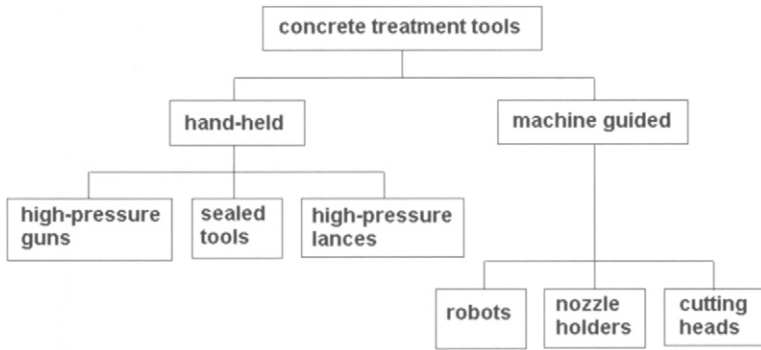 concrete treatment tools
hand-held
machine guided
high-pressure
guns
sealed
tools
high-pressure
lances
robots
nozzle
holders
cutting
heads